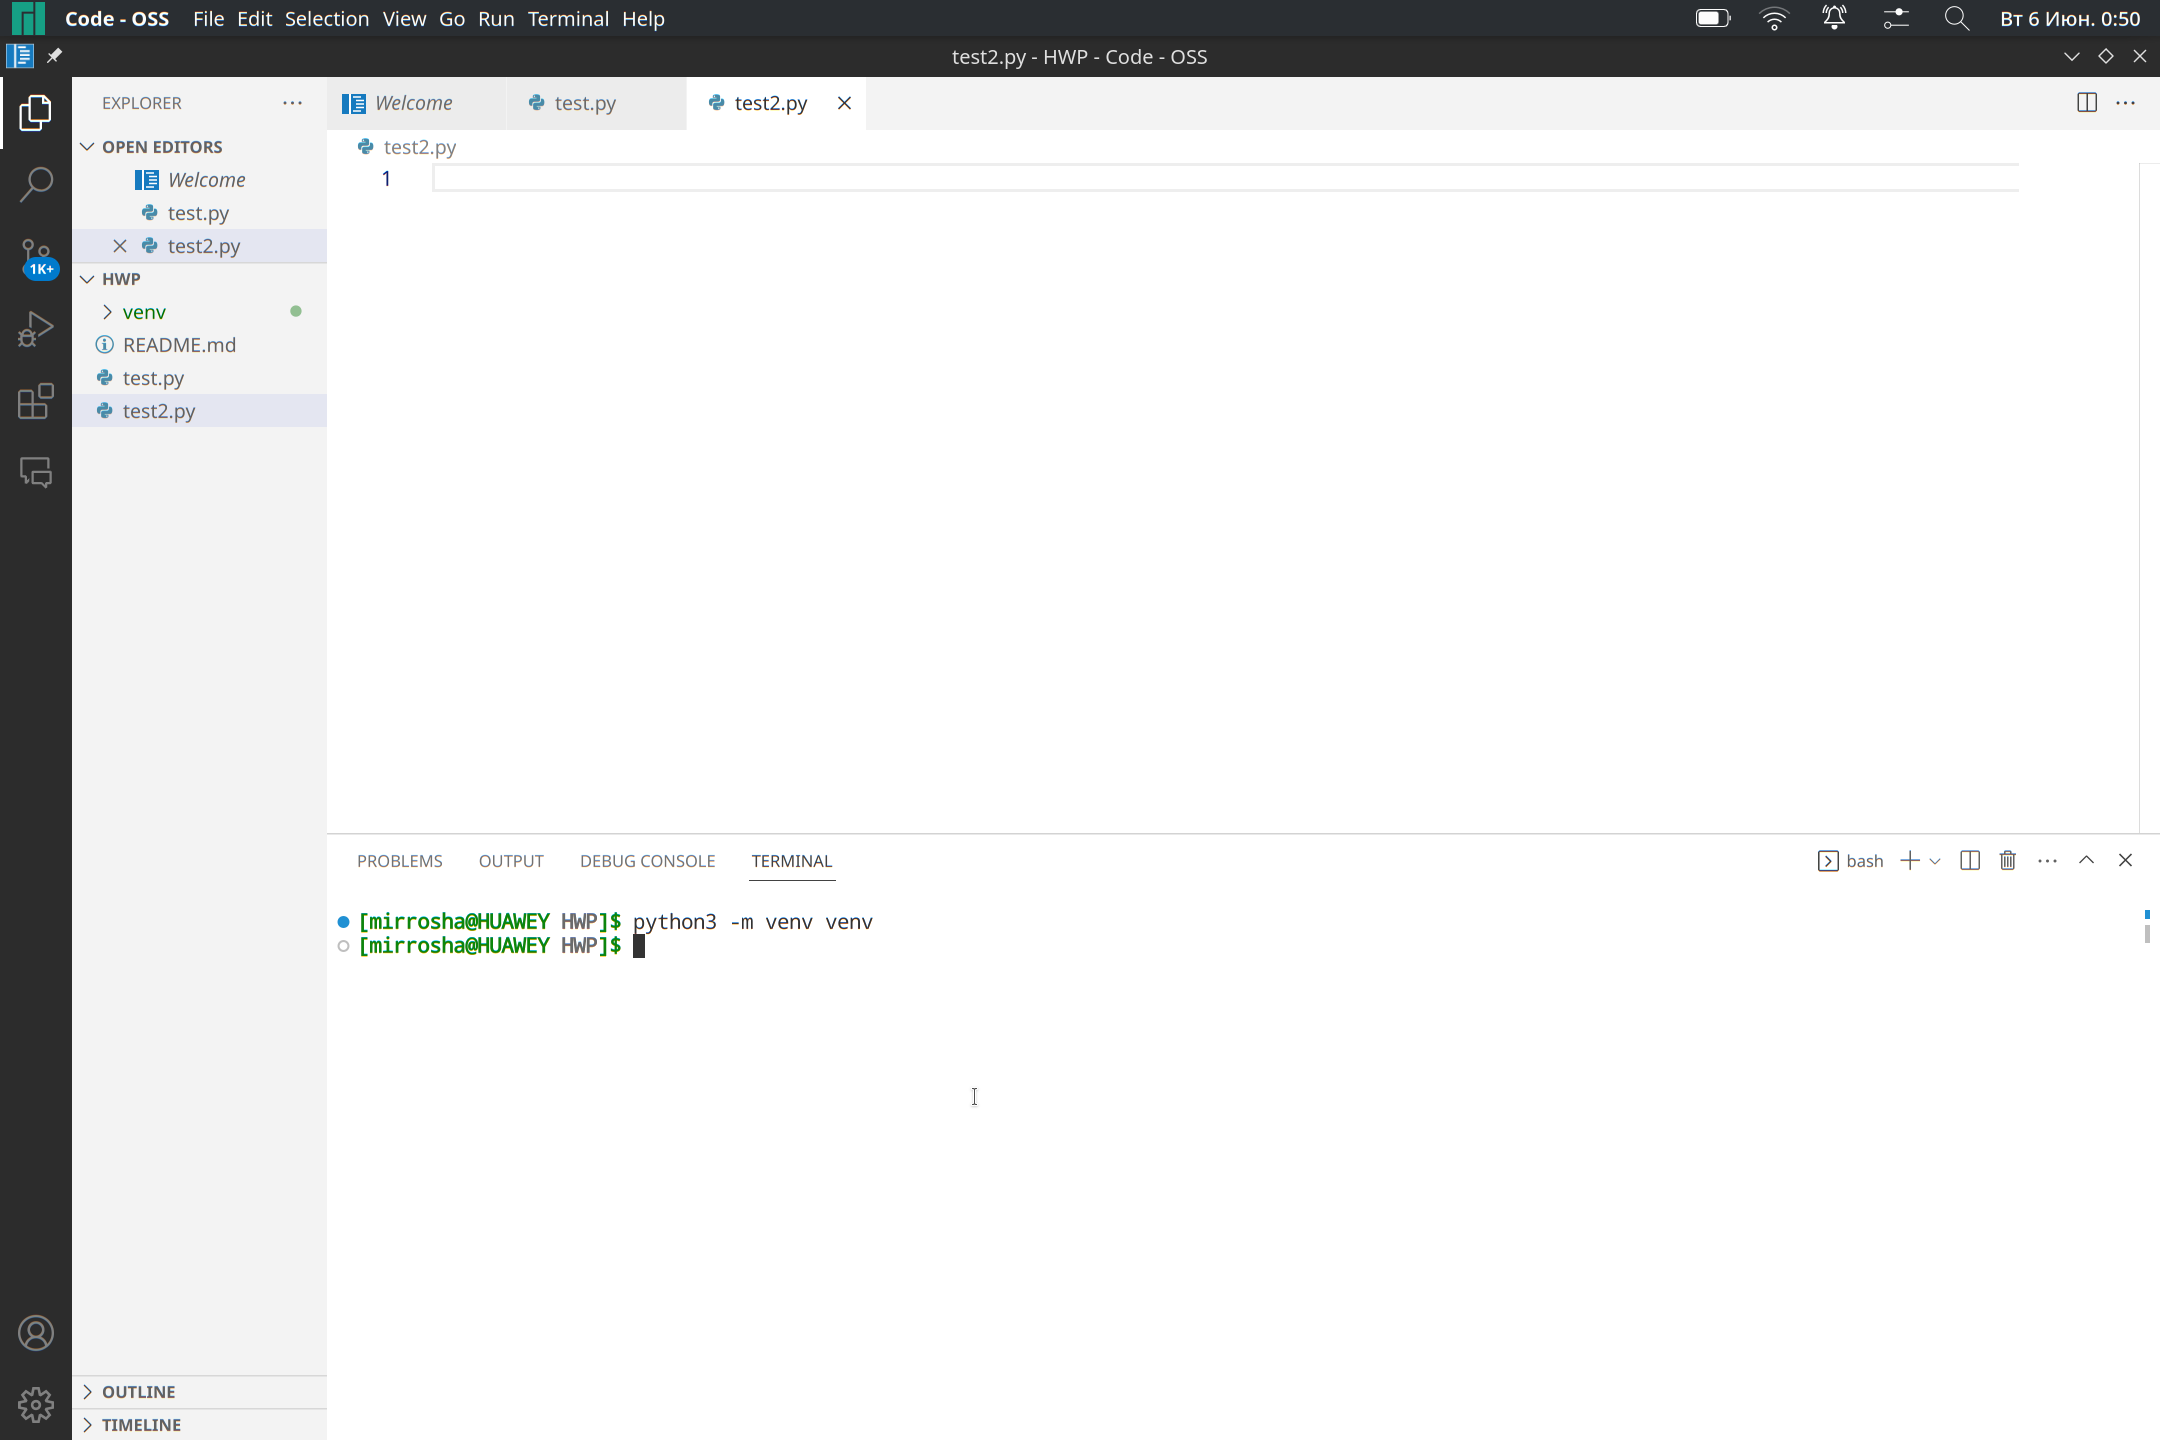 Code - OSS File Edit Selection View Go Run Terminal Help Вт 6 Июн. 0:50
test2.py - HWP - Code - OSS
EXPLORER
Welcome test.py test2.py
OPEN EDITORS
Welcome
test.py
test2.py
1K+
HWP
venv
README.md
test.py
test2.py
OUTLINE
TIMELINE
test2.py
1
PROBLEMS OUTPUT DEBUG CONSOLE TERMINAL bash
[mirrosha@HUAWEY HWP]$ python3 -m venv venv
[mirrosha@HUAWEY HWP]$